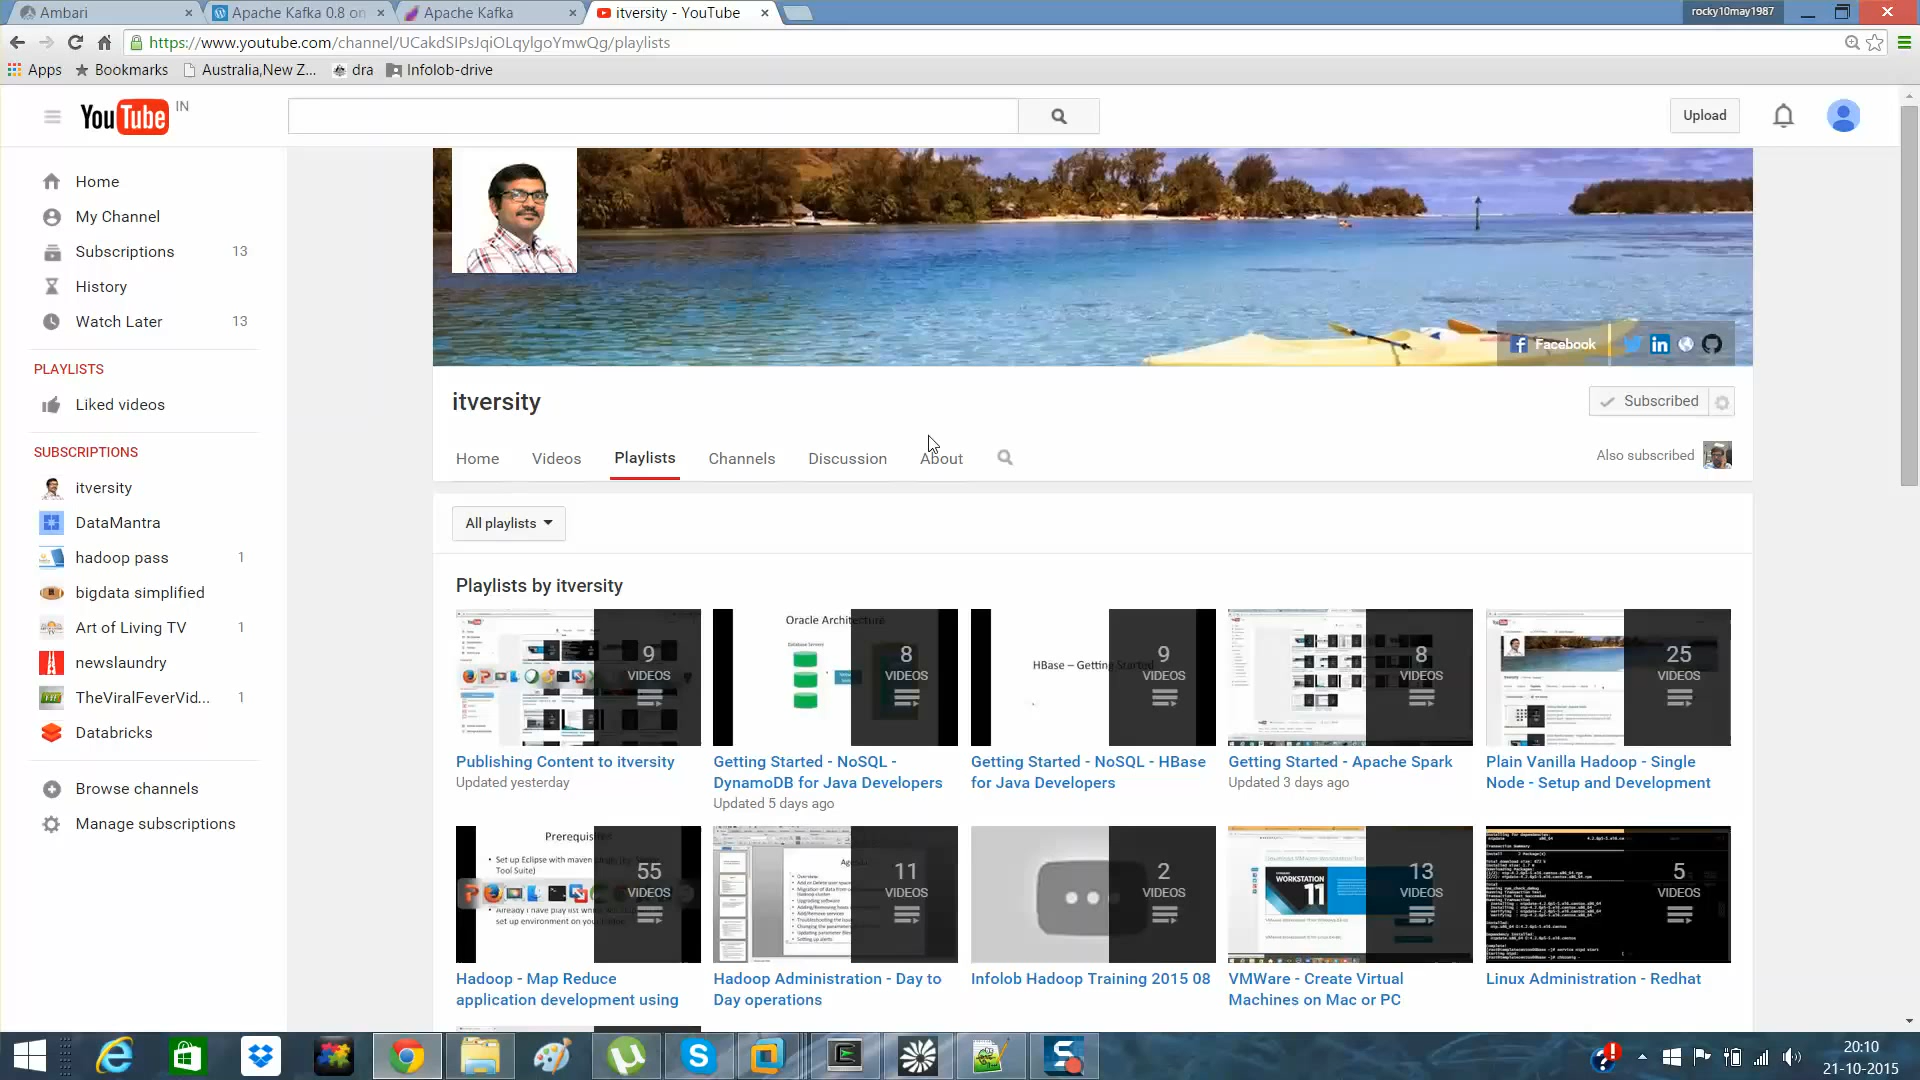 Ambari
Apache Kafka 0.8 on
Apache Kafka
itversity - YouTube
rocky10may1987
https://www.youtube.com/channel/UCakdSIPsJqiOLqylgoYmwQg/playlists
Apps
Bookmarks
Australia,New Z...
dra
Infolob-drive
YouTube IN
Upload
Home
My Channel
Subscriptions 13
History
Watch Later 13
PLAYLISTS
Liked videos
SUBSCRIPTIONS
itversity
DataMantra
hadoop pass 1
bigdata simplified
Art of Living TV 1
newslaundry
TheViralFeverVid... 1
Databricks
Browse channels
Manage subscriptions
Facebook
itversity
Subscribed
Home
Videos
Playlists
Channels
Discussion
About
Also subscribed
All playlists
Playlists by itversity
9
VIDEOS
Publishing Content to itversity
Updated yesterday
Oracle Architecture
Database Servers
8
VIDEOS
Getting Started - NoSQL -
DynamoDB for Java Developers
Updated 5 days ago
HBase – Getting Started
9
VIDEOS
Getting Started - NoSQL - HBase
for Java Developers
8
VIDEOS
Getting Started - Apache Spark
Updated 3 days ago
25
VIDEOS
Plain Vanilla Hadoop - Single
Node - Setup and Development
Set up Eclipse with maven
Tool Suite)
55
VIDEOS
Hadoop - Map Reduce
application development using
11
VIDEOS
Hadoop Administration - Day to
Day operations
2
VIDEOS
Infolob Hadoop Training 2015 08
WORKSTATION
11
13
VIDEOS
VMWare - Create Virtual
Machines on Mac or PC
5
VIDEOS
Linux Administration - Redhat
20:10
21-10-2015